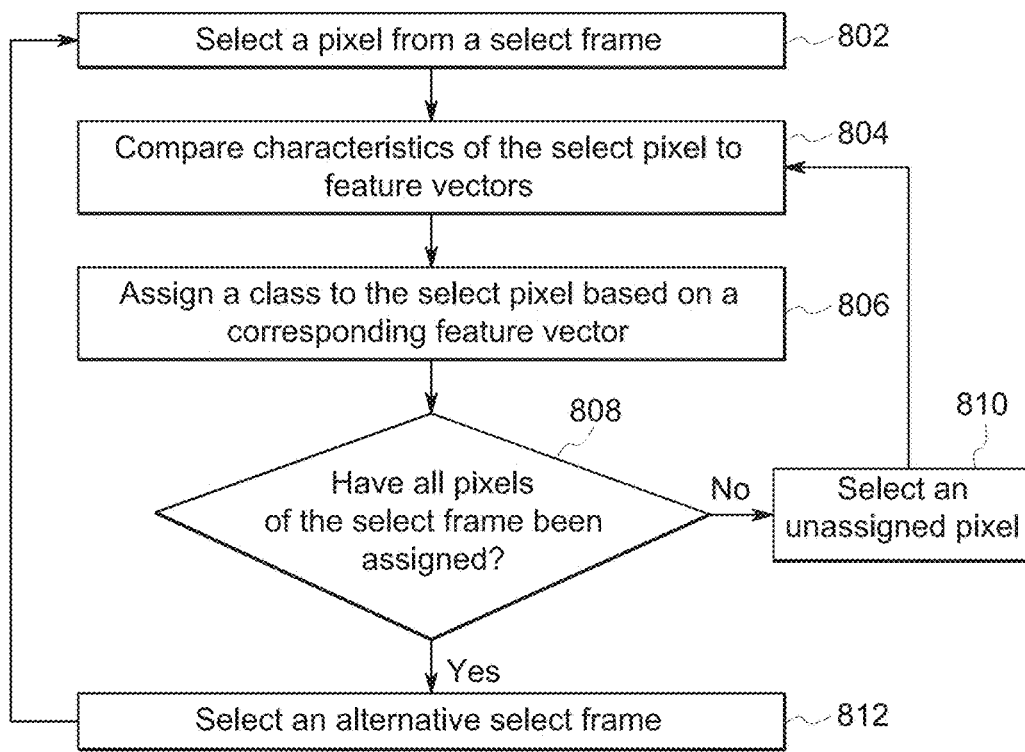 Select a pixel from a select frame
802
Compare characteristics of the select pixel to
feature vectors
804
Assign a class to the select pixel based on a
corresponding feature vector
806
808
Have all pixels
of the select frame been
assigned?
No
810
Select an
unassigned pixel
Yes
Select an alternative select frame
812